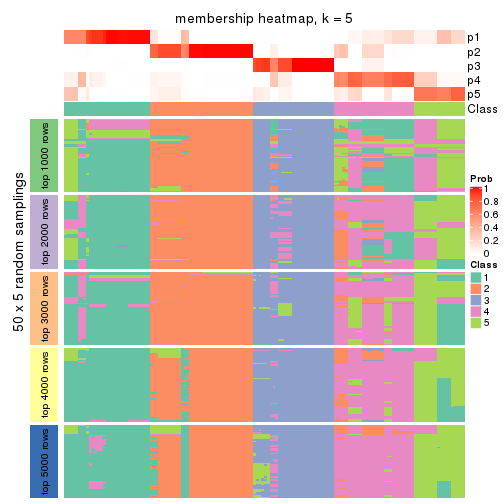 membership heatmap, k = 5
p1
p2
p3
p4
p5
Class
50 x 5 random samplings
top 1000 rows
top 2000 rows
top 3000 rows
top 4000 rows
top 5000 rows
Prob
1
0.8
0.6
0.4
0.2
0
Class
1
2
3
4
5